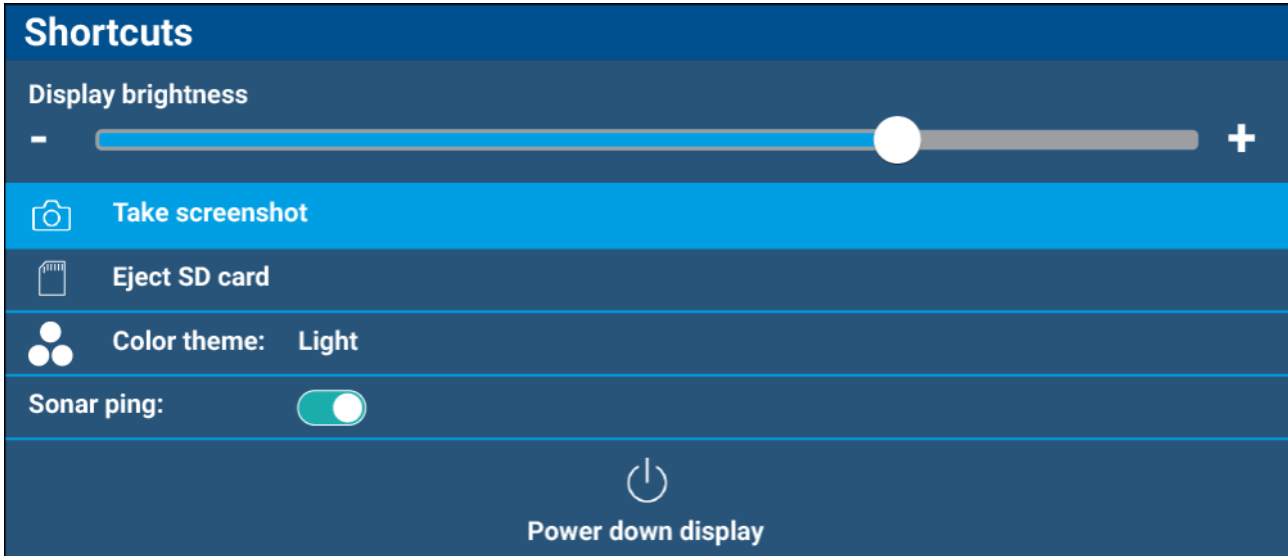 Shortcuts
Display brightness
- +
Take screenshot
Eject SD card
Color theme: Light
Sonar ping:
Power down display